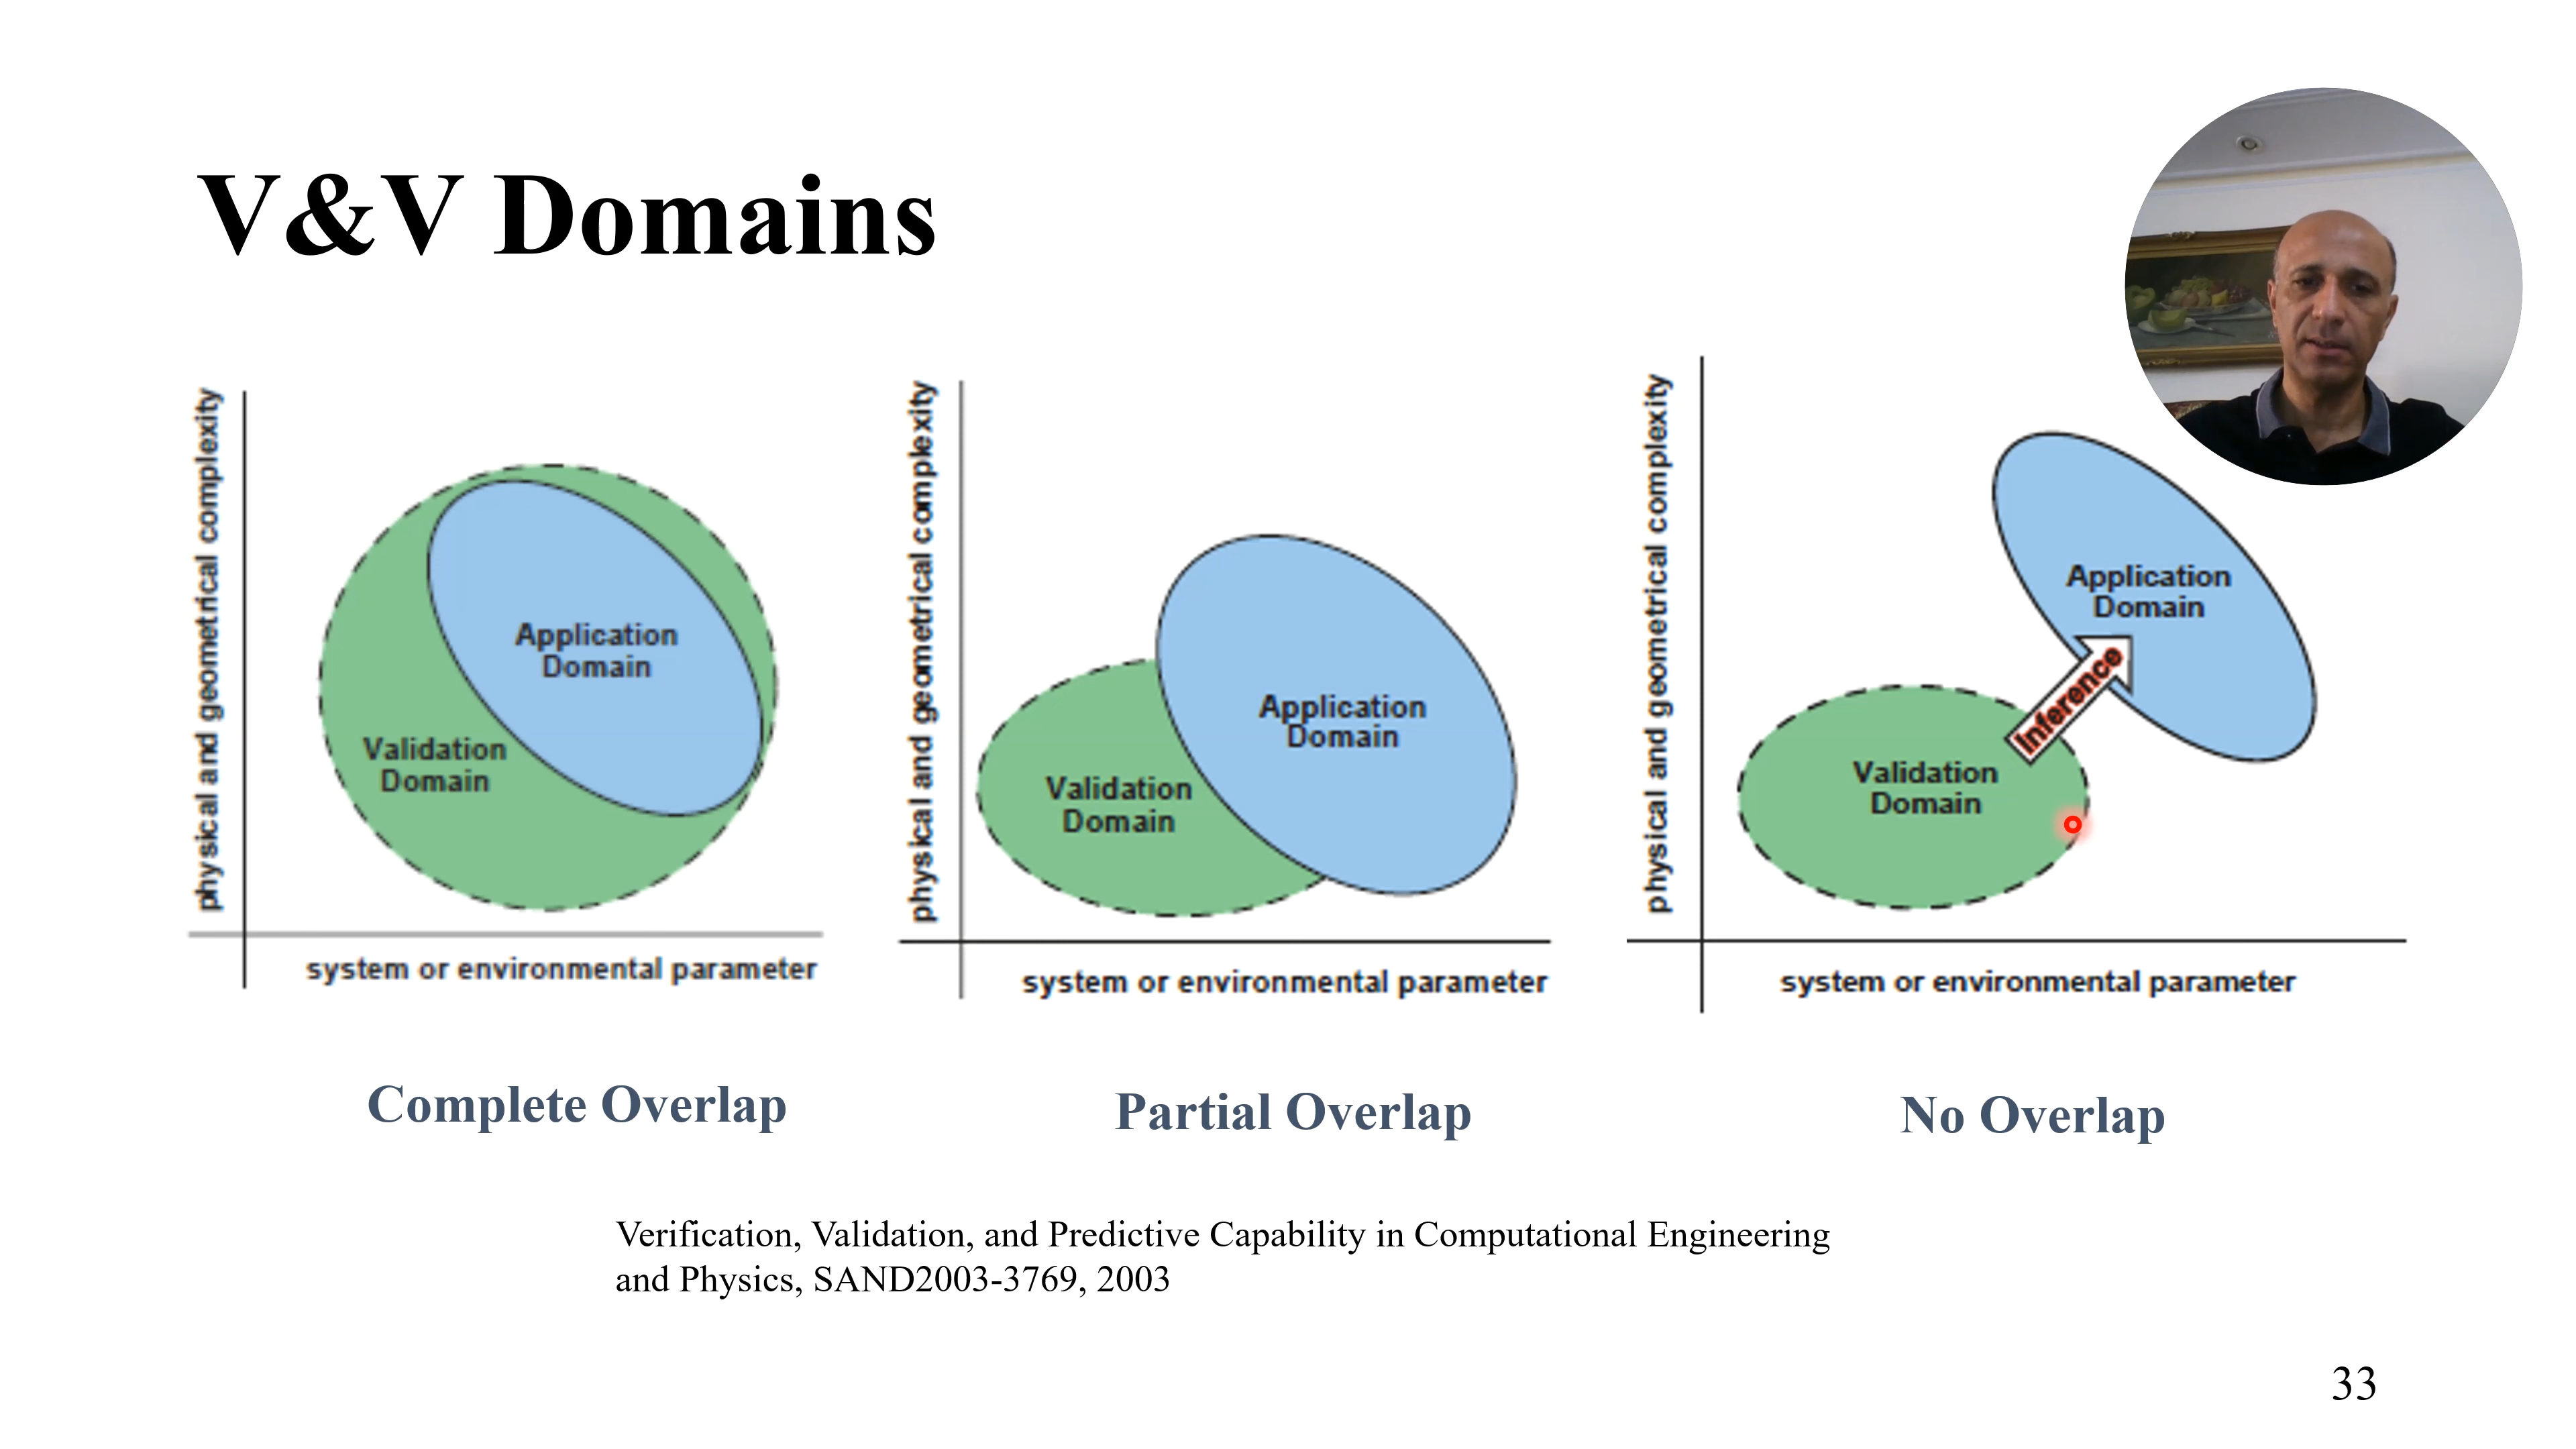 V&V Domains
physical and geometrical complexity
Application
Domain
Validation
Domain
system or environmental parameter
Complete Overlap
physical and geometrical complexity
Application
Domain
Validation
Domain
system or environmental parameter
Partial Overlap
physical and geometrical complexity
Application
Domain
Inference
Validation
Domain
system or environmental parameter
No Overlap
Verification, Validation, and Predictive Capability in Computational Engineering
and Physics, SAND2003-3769, 2003
33